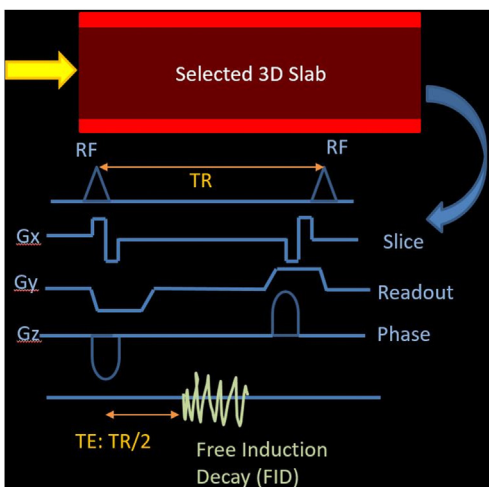 Selected 3D Slab
RF
RF
TR
Gx
Slice
Gy
Readout
Gz
Phase
TE: TR/2
Free Induction
Decay (FID)